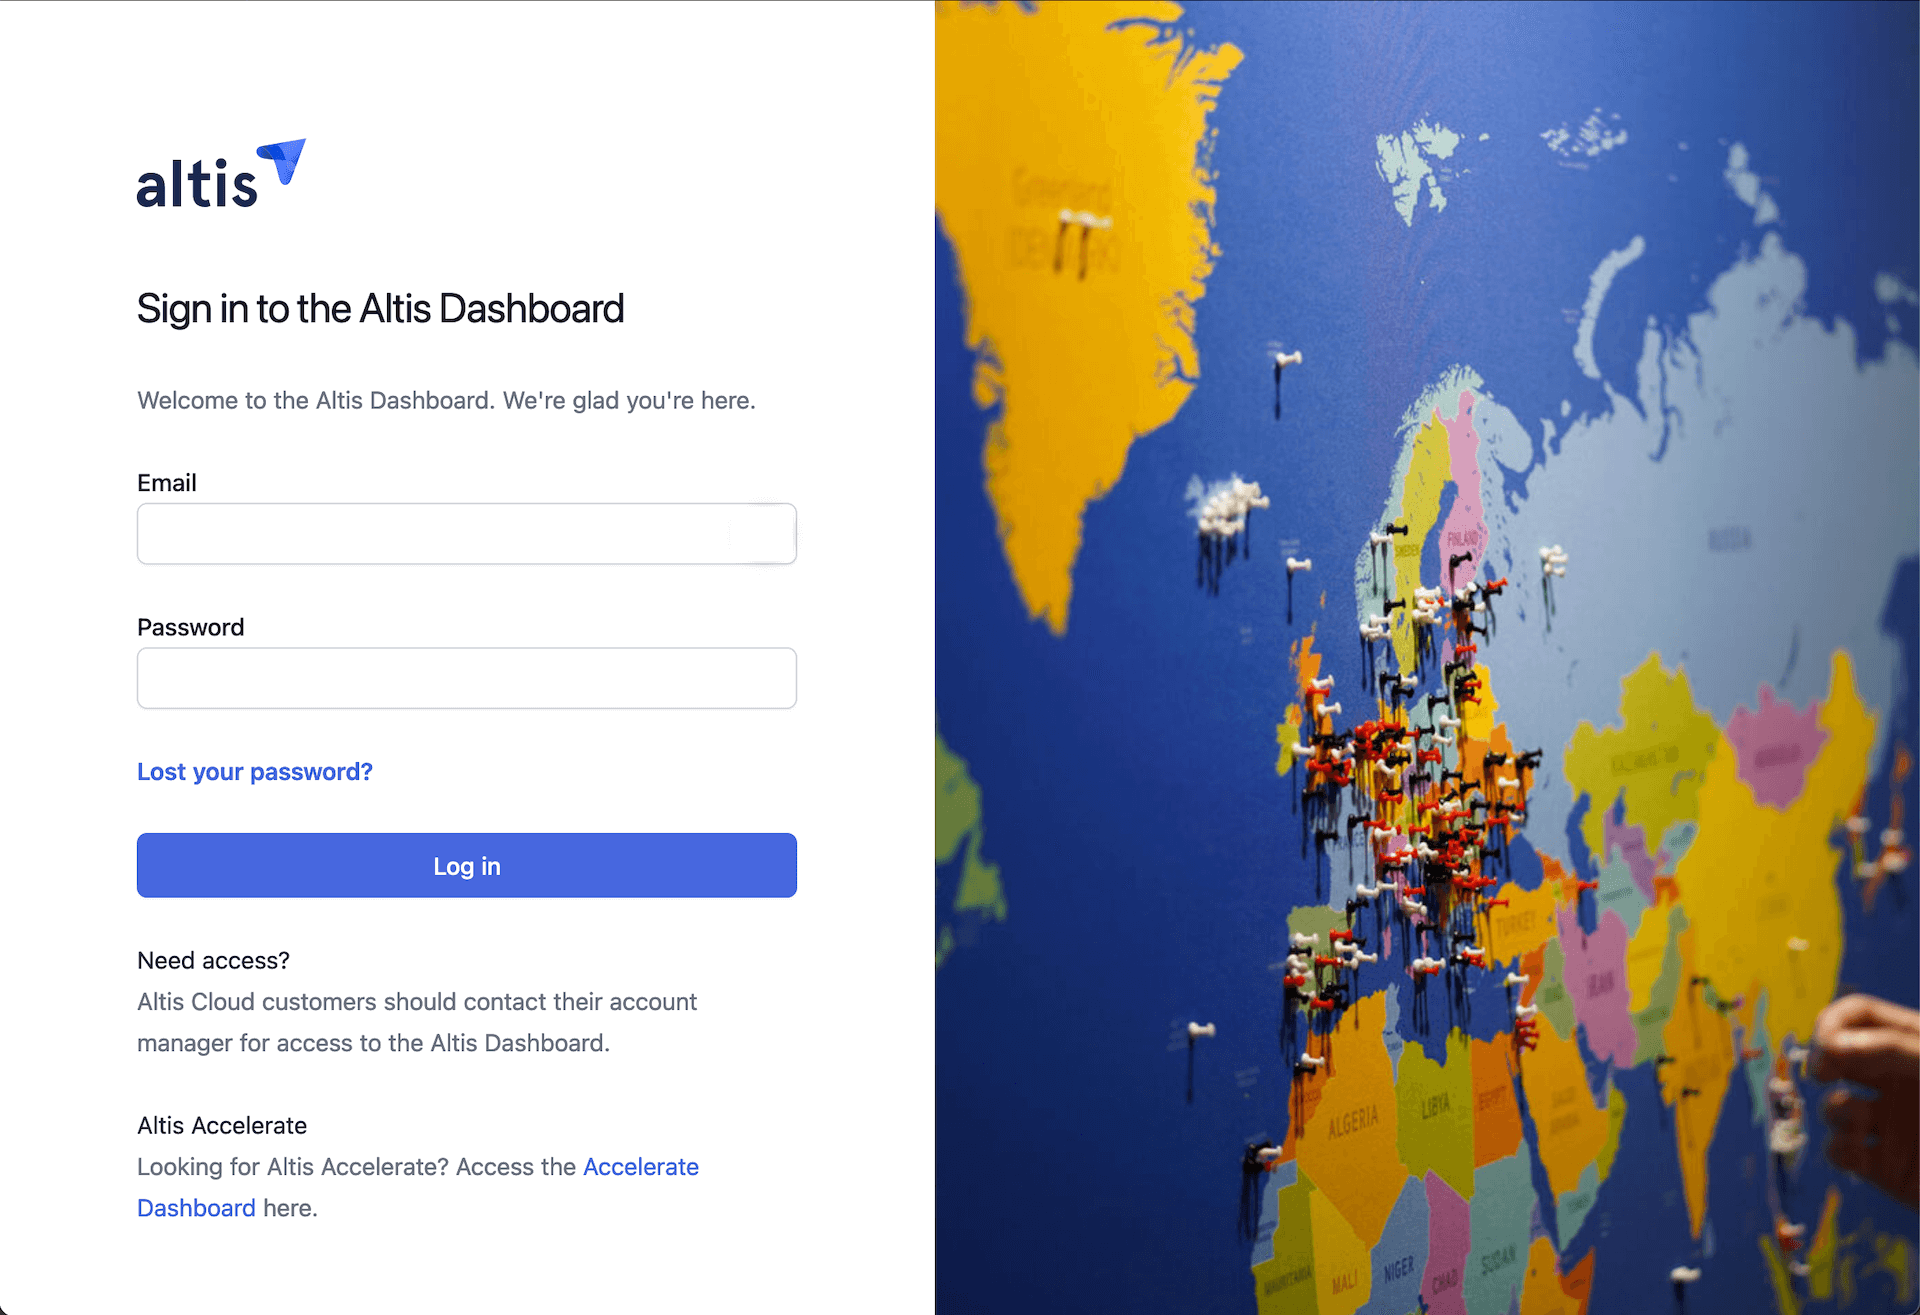 altis
Sign in to the Altis Dashboard
Welcome to the Altis Dashboard. We're glad you're here.
Email
Password
Lost your password?
Log in
Need access?
Altis Cloud customers should contact their account
manager for access to the Altis Dashboard.
Altis Accelerate
Looking for Altis Accelerate? Access the Accelerate
Dashboard here.
Greenland
RUSSIA
FINLAND
SWEDEN
FRANCE
TURKEY
IRAN
ALGERIA
LIBYA
EGYPT
MAURITANIA
MALI
NIGER
CHAD
SUDAN